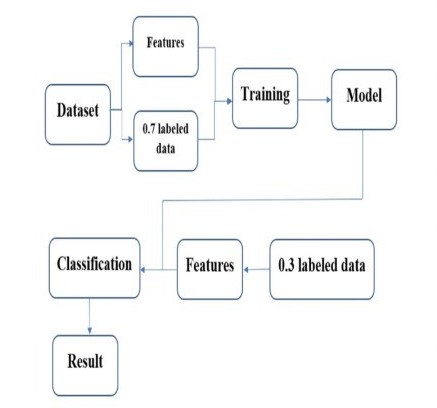 Features
Dataset
0.7 labeled
data
Training
Model
Classification
Features
0.3 labeled data
Result